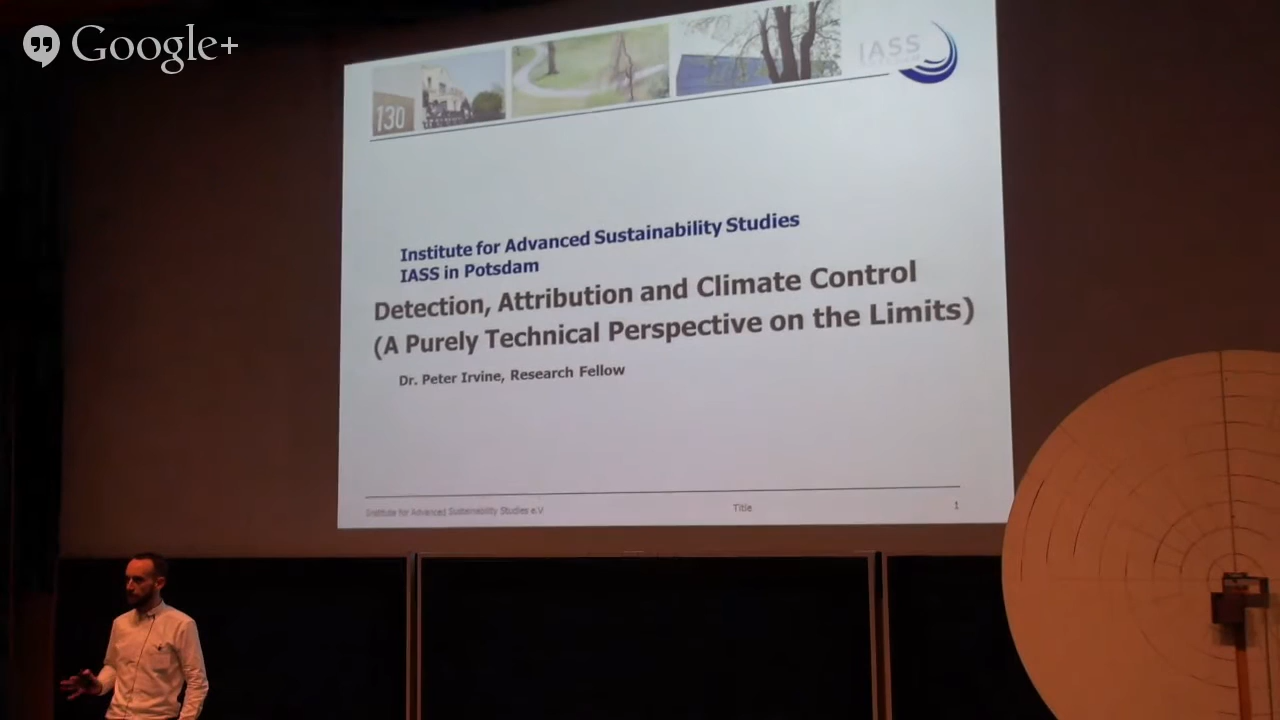 Google+
130
IASS
Institute for Advanced Sustainability Studies
IASS in Potsdam
Detection, Attribution and Climate Control
(A Purely Technical Perspective on the Limits)
Dr. Peter Irvine, Research Fellow
Institute for Advanced Sustainability Studies e.V
Title
1